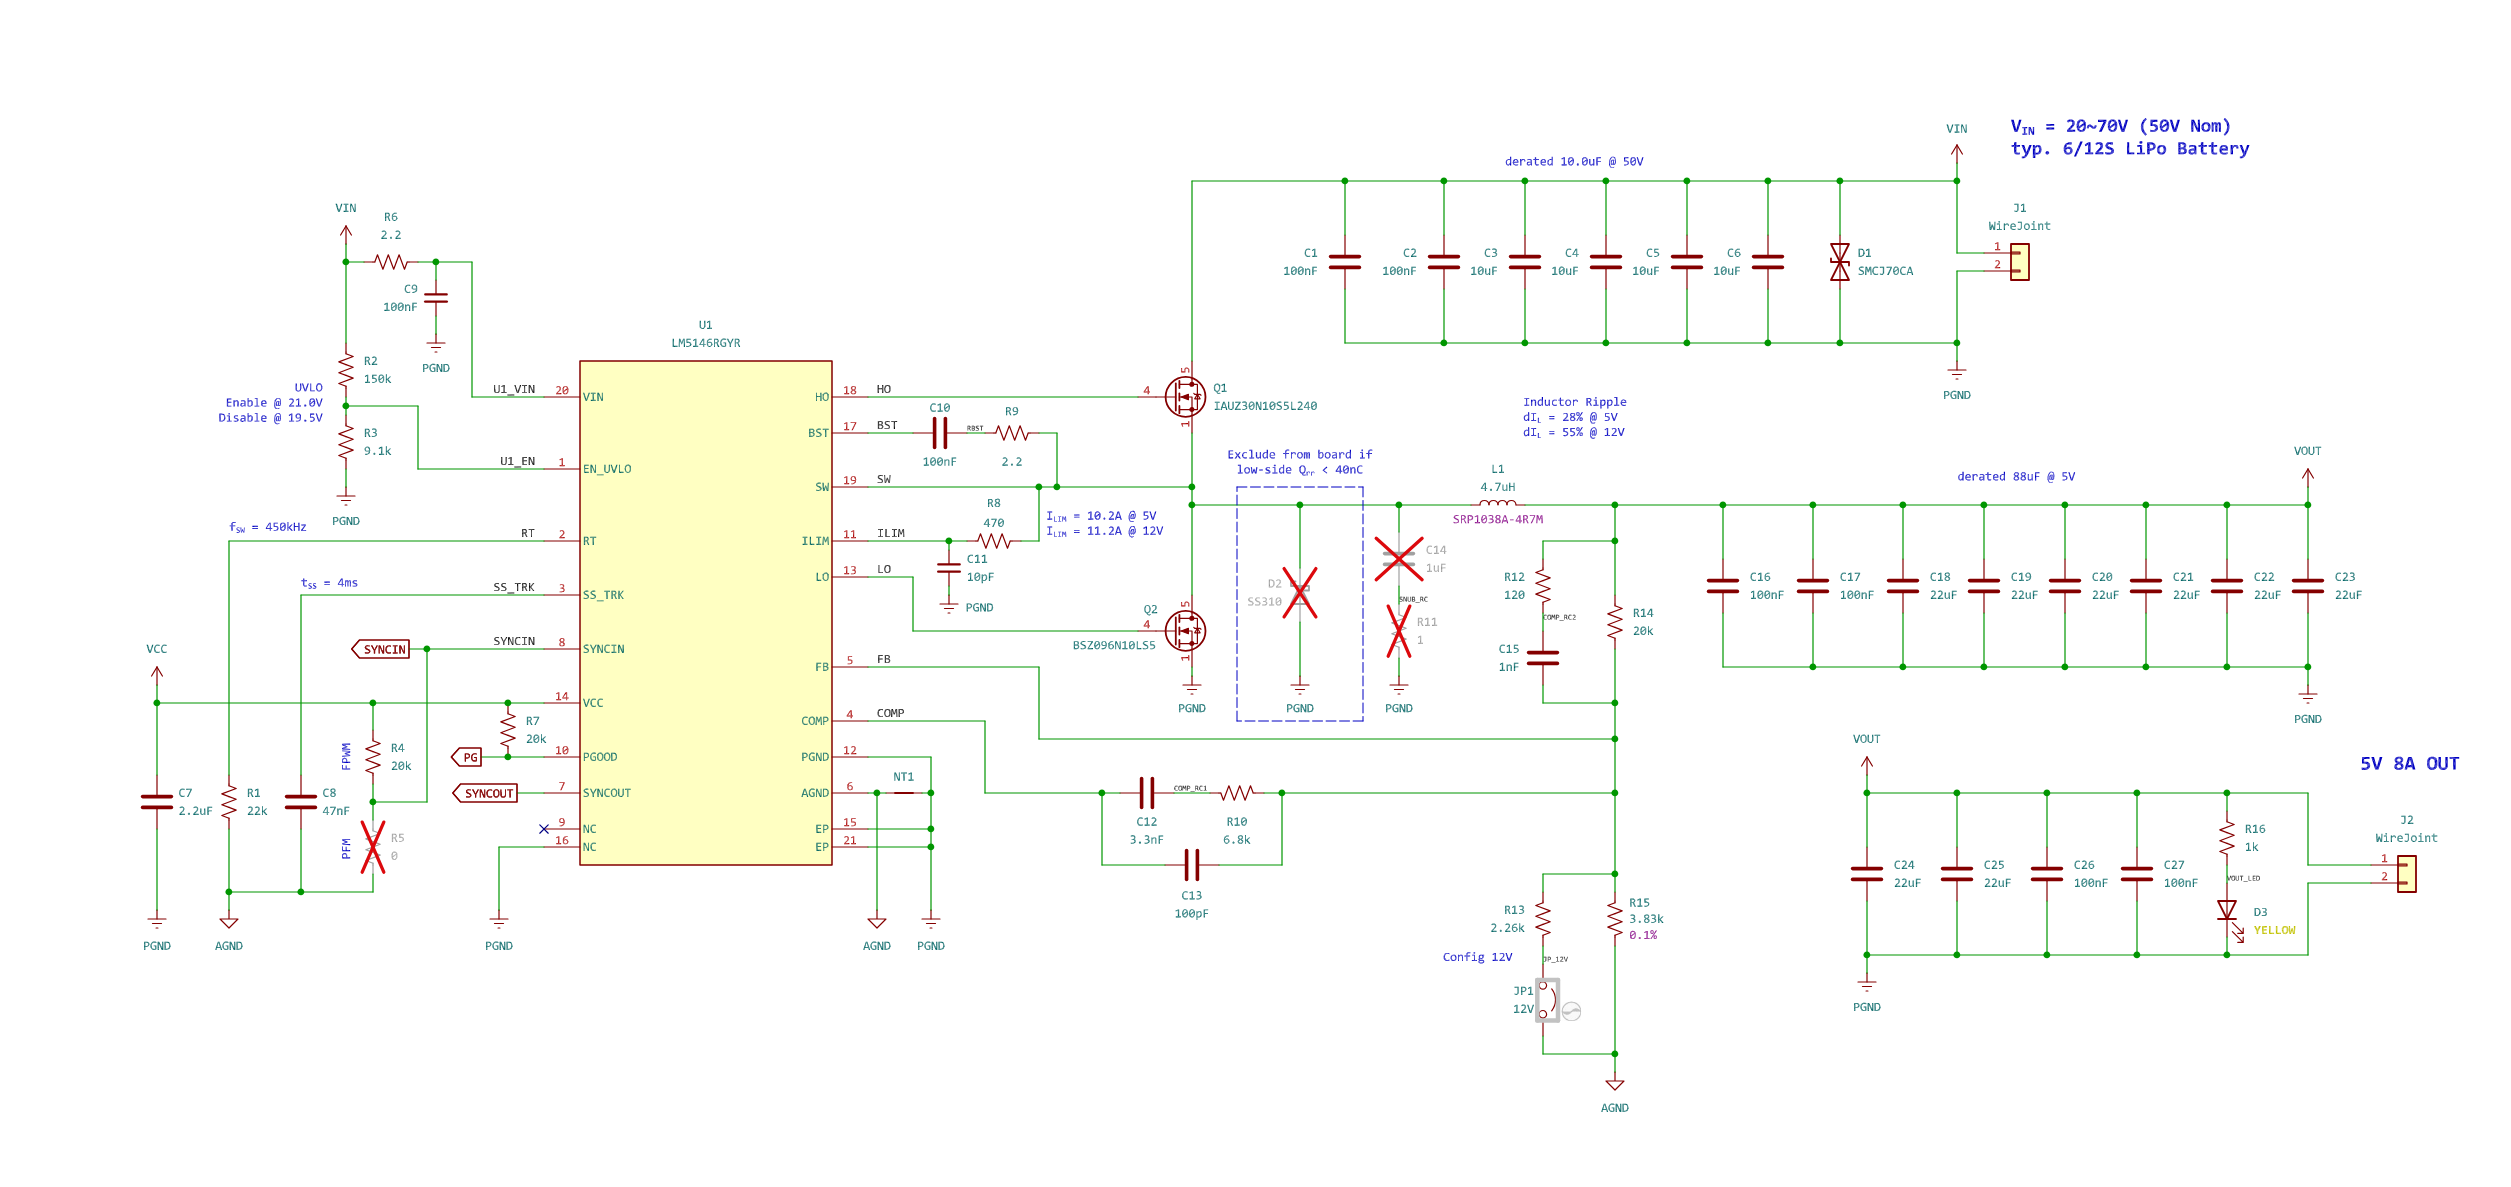 VIN
V_IN = 20~70V (50V Nom)
typ. 6/12S LiPo Battery
derated 10.0uF @ 50V
J1
WireJoint
1
2
C1
100nF
C2
100nF
C3
10uF
C4
10uF
C5
10uF
C6
10uF
D1
SMCJ70CA
PGND
VIN
R6
2.2
C9
100nF
PGND
R2
150k
UVLO
Enable @ 21.0V
Disable @ 19.5V
R3
9.1k
PGND
U1
LM5146RGYR
U1_VIN
20
VIN
U1_EN
1
EN_UVLO
f_SW = 450kHz
RT
2
RT
t_SS = 4ms
SS_TRK
3
SS_TRK
SYNCIN
SYNCIN
8
SYNCIN
VCC
14
VCC
R7
20k
PG
10
PGOOD
SYNCOUT
7
SYNCOUT
9
NC
16
NC
FPWM
R4
20k
PFM
R5
0
C7
2.2uF
R1
22k
C8
47nF
PGND
AGND
PGND
HO
18
HO
BST
17
BST
SW
19
SW
ILIM
11
ILIM
LO
13
LO
FB
5
FB
COMP
4
COMP
PGND
12
AGND
6
EP
15
EP
21
NT1
AGND
PGND
C10
100nF
RBST
R9
2.2
R8
470
I_LIM = 10.2A @ 5V
I_LIM = 11.2A @ 12V
C11
10pF
PGND
4
5
1
Q1
IAUZ30N10S5L240
4
5
1
Q2
BSZ096N10LS5
PGND
Exclude from board if
low-side Q_rr < 40nC
D2
SS310
PGND
C14
1uF
SNUB_RC
R11
1
PGND
Inductor Ripple
dI_L = 28% @ 5V
dI_L = 55% @ 12V
L1
4.7uH
SRP1038A-4R7M
R12
120
COMP_RC2
C15
1nF
R14
20k
C12
3.3nF
COMP_RC1
R10
6.8k
C13
100pF
R13
2.26k
R15
3.83k
0.1%
Config 12V
JP_12V
JP1
12V
AGND
VOUT
derated 88uF @ 5V
C16
100nF
C17
100nF
C18
22uF
C19
22uF
C20
22uF
C21
22uF
C22
22uF
C23
22uF
PGND
VOUT
5V 8A OUT
C24
22uF
C25
22uF
C26
100nF
C27
100nF
R16
1k
VOUT_LED
D3
YELLOW
J2
WireJoint
1
2
PGND